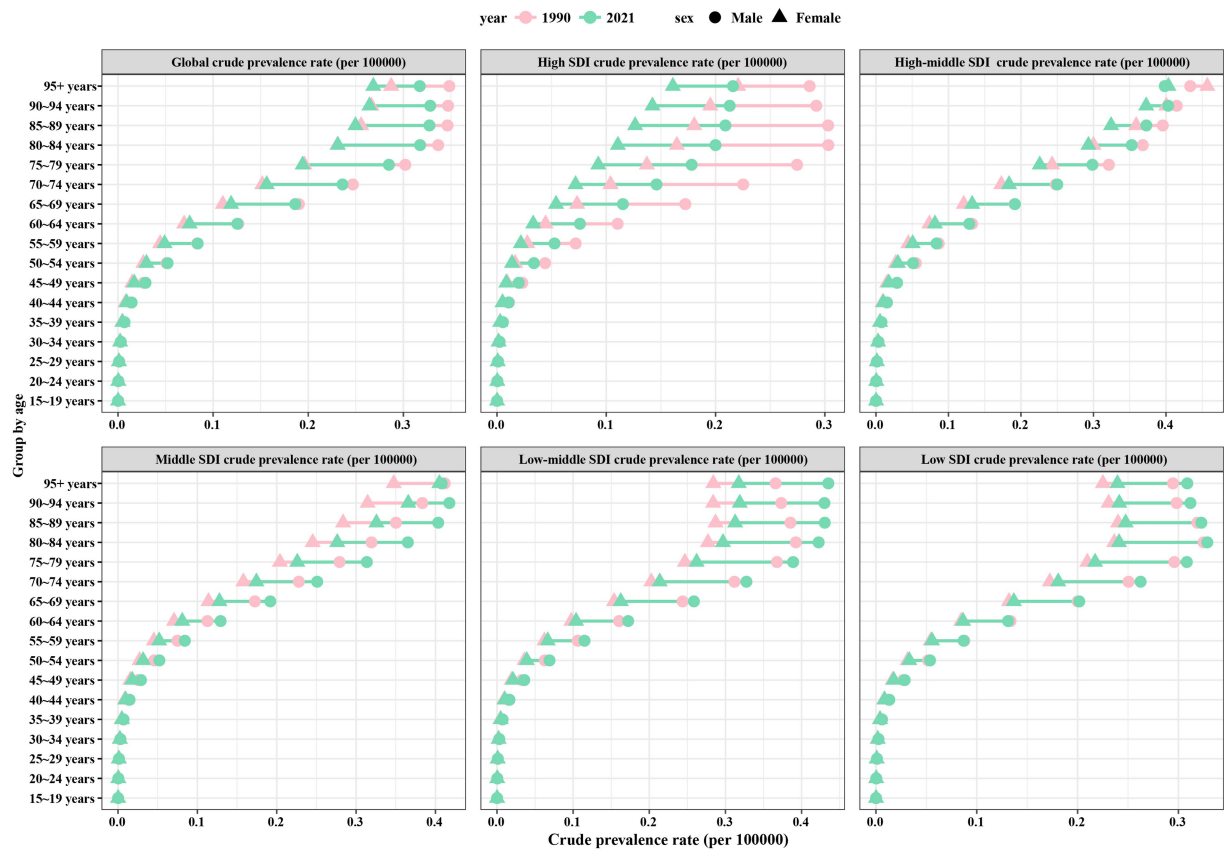 year 1990 2021 sex Male Female
Global crude prevalence rate (per 100000) High SDI crude prevalence rate (per 100000) High-middle SDI  crude prevalence rate (per 100000)
95+ years
90~94 years
85~89 years
80~84 years
75~79 years
70~74 years
65~69 years
60~64 years
55~59 years
50~54 years
45~49 years
40~44 years
35~39 years
30~34 years
25~29 years
20~24 years
15~19 years
0.0 0.1 0.2 0.3 0.0 0.1 0.2 0.3 0.0 0.1 0.2 0.3 0.4
Group by age
Middle SDI crude prevalence rate (per 100000) Low-middle SDI crude prevalence rate (per 100000) Low SDI crude prevalence rate (per 100000)
95+ years
90~94 years
85~89 years
80~84 years
75~79 years
70~74 years
65~69 years
60~64 years
55~59 years
50~54 years
45~49 years
40~44 years
35~39 years
30~34 years
25~29 years
20~24 years
15~19 years
0.0 0.1 0.2 0.3 0.4 0.0 0.1 0.2 0.3 0.4 0.0 0.1 0.2 0.3
Crude prevalence rate (per 100000)